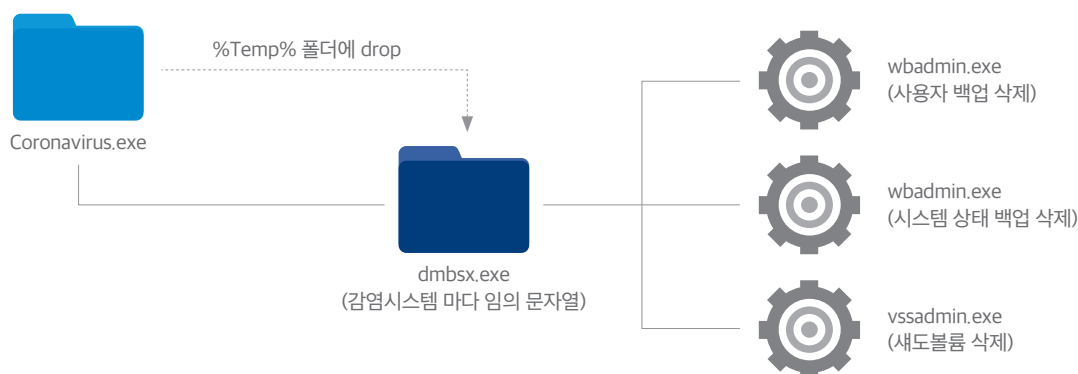 %Temp% 폴더에 drop
Coronavirus.exe
dmbsx.exe
(감염시스템 마다 임의 문자열)
wbadmin.exe
(사용자 백업 삭제)
wbadmin.exe
(시스템 상태 백업 삭제)
vssadmin.exe
(섀도볼륨 삭제)